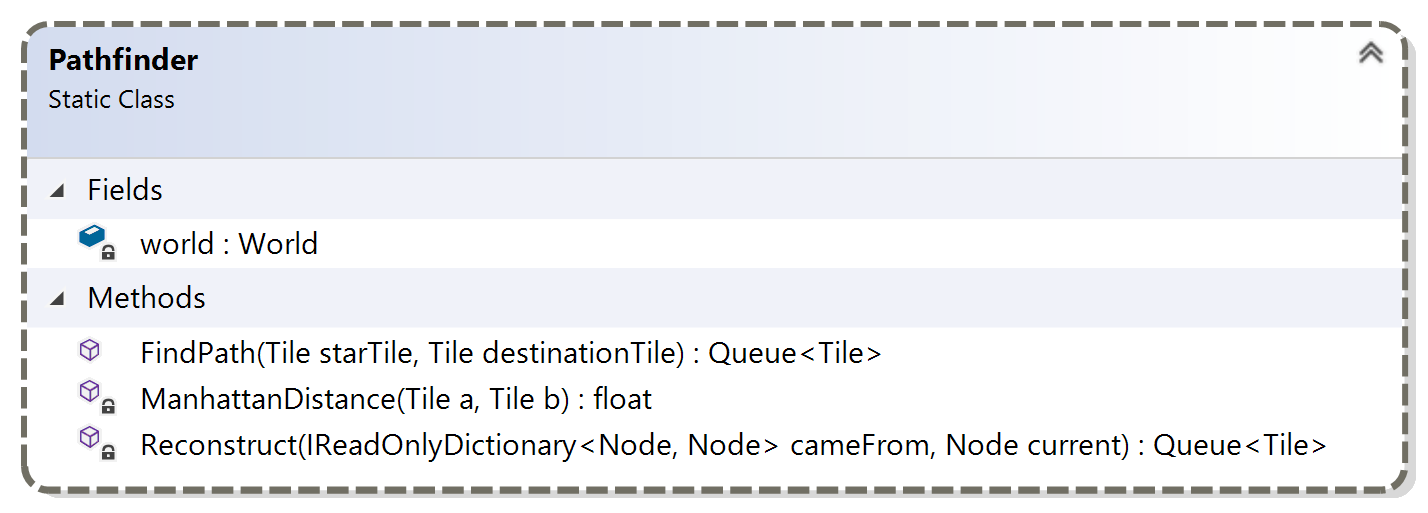 Pathfinder
Static Class
Fields
world : World
Methods
FindPath(Tile starTile, Tile destinationTile) : Queue<Tile>
ManhattanDistance(Tile a, Tile b) : float
Reconstruct(IReadOnlyDictionary<Node, Node> cameFrom, Node current) : Queue<Tile>